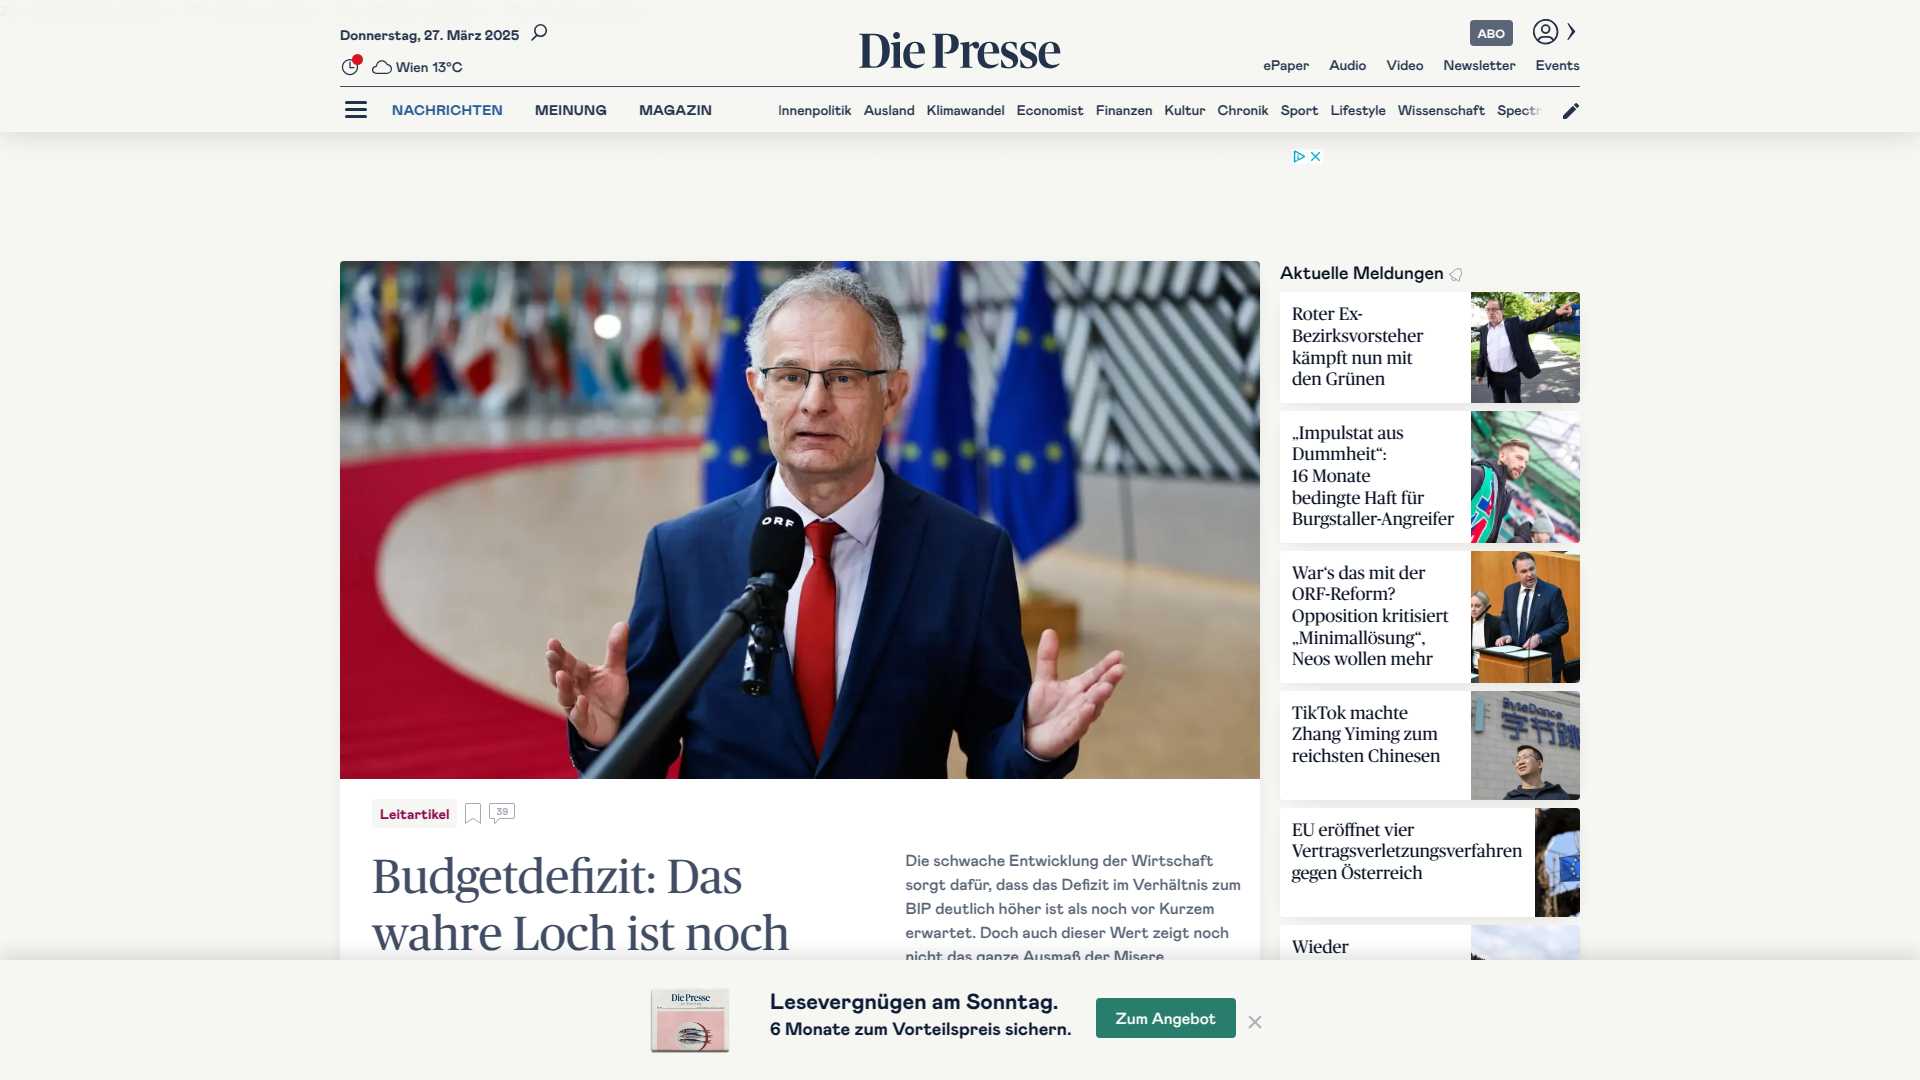 Donnerstag, 27. März 2025
Wien 13°C
Die Presse
ABO
ePaper Audio Video Newsletter Events
NACHRICHTEN MEINUNG MAGAZIN Innenpolitik Ausland Klimawandel Economist Finanzen Kultur Chronik Sport Lifestyle Wissenschaft Spectr
ORF
Leitartikel
39
Budgetdefizit: Das
wahre Loch ist noch
Die schwache Entwicklung der Wirtschaft
sorgt dafür, dass das Defizit im Verhältnis zum
BIP deutlich höher ist als noch vor Kurzem
erwartet. Doch auch dieser Wert zeigt noch
nicht das ganze Ausmaß der Misere
Aktuelle Meldungen
Roter Ex-
Bezirksvorsteher
kämpft nun mit
den Grünen
„Impulstat aus
Dummheit“:
16 Monate
bedingte Haft für
Burgstaller-Angreifer
War‘s das mit der
ORF-Reform?
Opposition kritisiert
„Minimallösung“,
Neos wollen mehr
TikTok machte
Zhang Yiming zum
reichsten Chinesen
ByteDance
字节跳
EU eröffnet vier
Vertragsverletzungsverfahren
gegen Österreich
Wieder
Die Presse
Lesevergnügen am Sonntag.
6 Monate zum Vorteilspreis sichern.
Zum Angebot